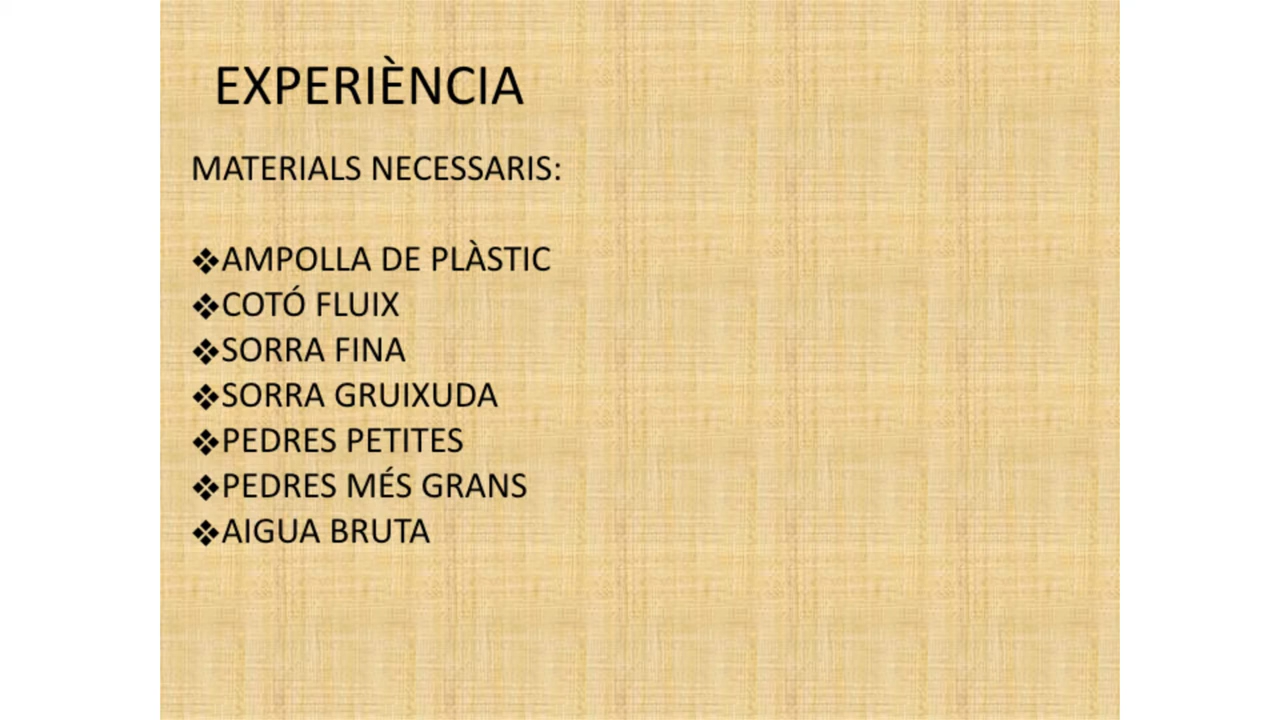 EXPERIÈNCIA
MATERIALS NECESSARIS:
❖AMPOLLA DE PLÀSTIC
❖COTÓ FLUIX
❖SORRA FINA
❖SORRA GRUIXUDA
❖PEDRES PETITES
❖PEDRES MÉS GRANS
❖AIGUA BRUTA